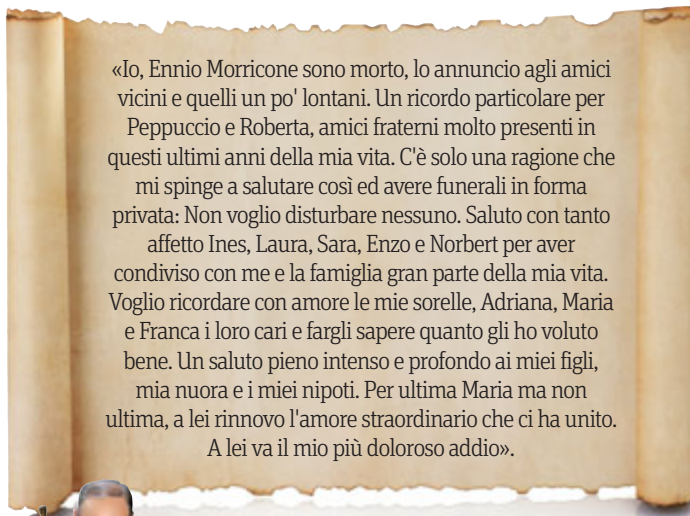 «Io, Ennio Morricone sono morto, lo annuncio agli amici
vicini e quelli un po' lontani. Un ricordo particolare per
Peppuccio e Roberta, amici fraterni molto presenti in
questi ultimi anni della mia vita. C'è solo una ragione che
mi spinge a salutare così ed avere funerali in forma
privata: Non voglio disturbare nessuno. Saluto con tanto
affetto Ines, Laura, Sara, Enzo e Norbert per aver
condiviso con me e la famiglia gran parte della mia vita.
Voglio ricordare con amore le mie sorelle, Adriana, Maria
e Franca i loro cari e fargli sapere quanto gli ho voluto
bene. Un saluto pieno intenso e profondo ai miei figli,
mia nuora e i miei nipoti. Per ultima Maria ma non
ultima, a lei rinnovo l'amore straordinario che ci ha unito.
A lei va il mio più doloroso addio».